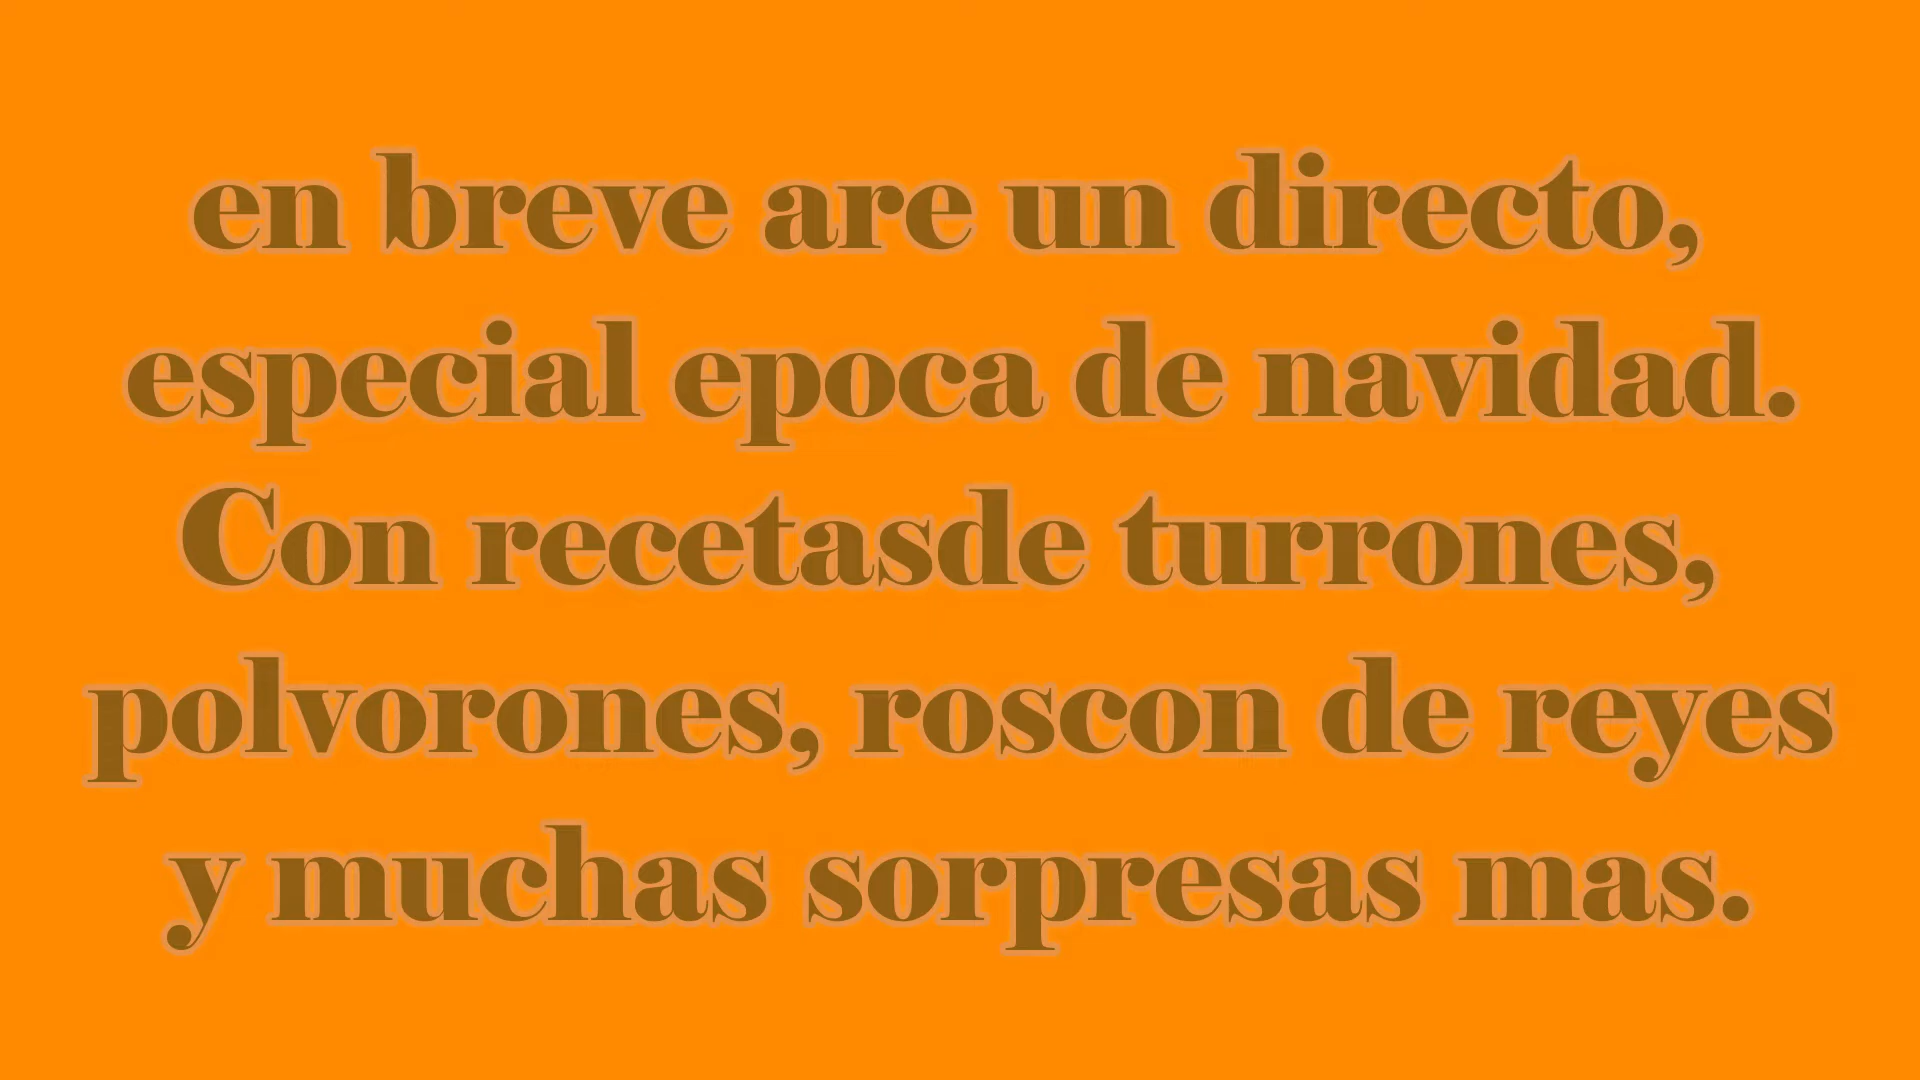 en breve are un directo,
especial epoca de navidad.
Con recetasde turrones,
polvorones, roscon de reyes
y muchas sorpresas mas.